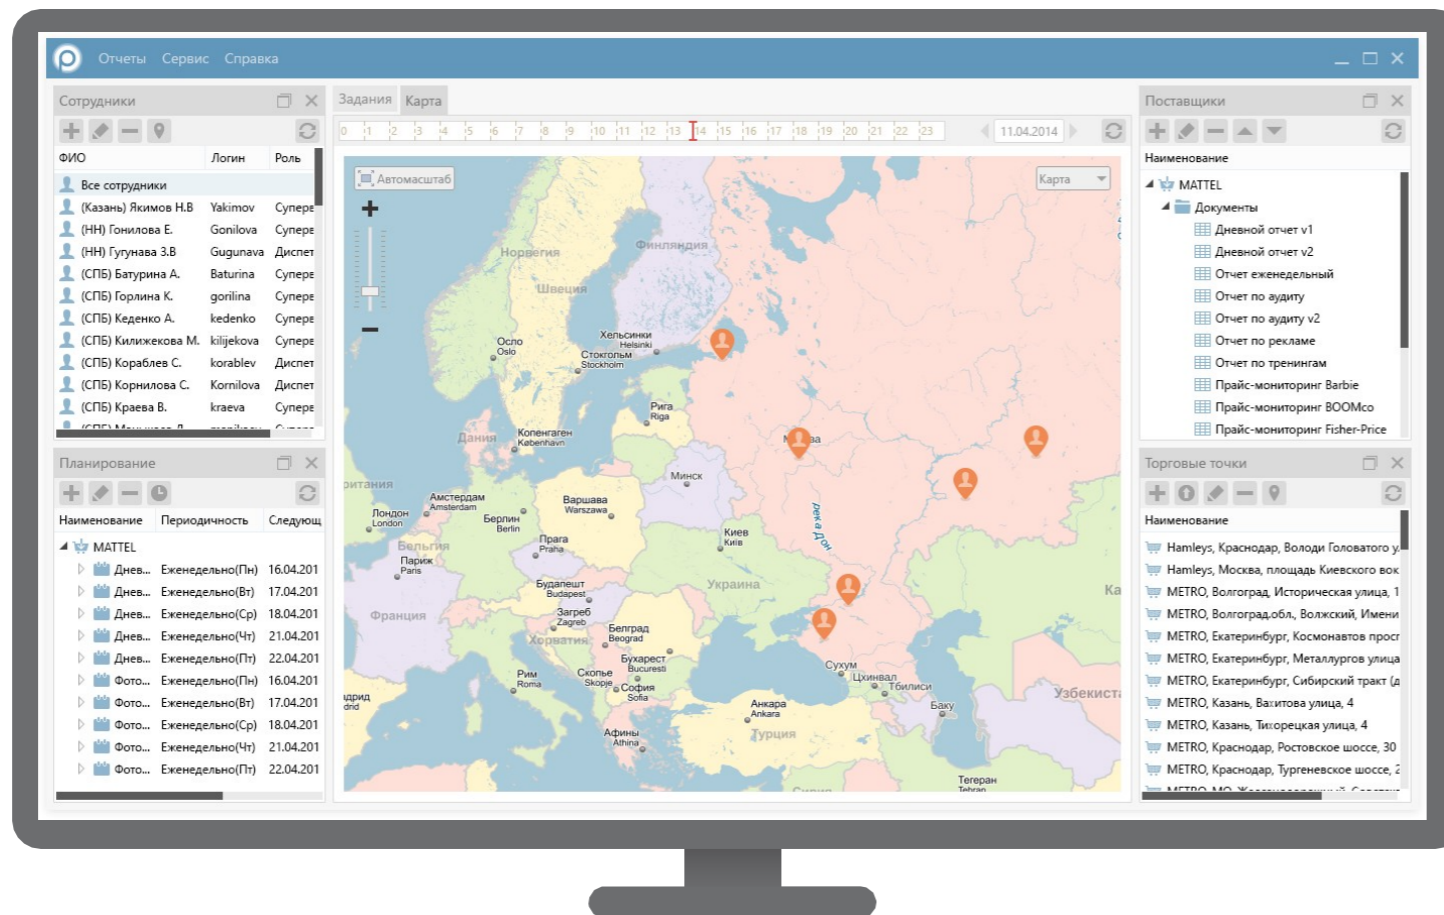 Отчеты Сервис Справка
Сотрудники
ФИО Логин Роль
Все сотрудники
(Казань) Якимов Н.В Yakimov Суперв
(НН) Гонилова Е. Gonilova Суперв
(НН) Гугунава З.В Gugunava Диспет
(СПБ) Батурина А. Baturina Суперв
(СПБ) Горлина К. gorilina Суперв
(СПБ) Кеденко А. kedenko Суперв
(СПБ) Килижекова М. kilijekova Суперв
(СПБ) Кораблев С. korablev Диспет
(СПБ) Корнилова С. Kornilova Диспет
(СПБ) Краева В. kraeva Суперв
Планирование
Наименование Периодичность Следующ
MATTEL
Днев... Еженедельно(Пн) 16.04.201
Днев... Еженедельно(Вт) 17.04.201
Днев... Еженедельно(Ср) 18.04.201
Днев... Еженедельно(Чт) 21.04.201
Днев... Еженедельно(Пт) 22.04.201
Фото... Еженедельно(Пн) 16.04.201
Фото... Еженедельно(Вт) 17.04.201
Фото... Еженедельно(Ср) 18.04.201
Фото... Еженедельно(Чт) 21.04.201
Фото... Еженедельно(Пт) 22.04.201
Задания Карта
0 1 2 3 4 5 6 7 8 9 10 11 12 13 14 15 16 17 18 19 20 21 22 23
11.04.2014
Автомасштаб
Карта
Норвегия
Финляндия
Швеция
Осло
Oslo
Хельсинки
Helsinki
Стокгольм
Stockholm
Рига
Riga
Дания
Копенгаген
København
Минск
Амстердам
Amsterdam
Лондон
London
Берлин
Berlin
Варшава
Warszawa
река Дон
Бельгия
Прага
Praha
Киев
Київ
Париж
Paris
Будапешт
Budapest
Украина
Франция
Загреб
Zagreb
Хорватия
Белград
Beograd
Бухарест
Bucuresti
Рим
Roma
Скопье
Skopje
София
Sofia
Сухум
Цхинвал
Тбилиси
Баку
Узбекиста
Анкара
Ankara
Турция
Афины
Athina
Тегеран
Tehran
Поставщики
Наименование
MATTEL
Документы
Дневной отчет v1
Дневной отчет v2
Отчет еженедельный
Отчет по аудиту
Отчет по аудиту v2
Отчет по рекламе
Отчет по тренингам
Прайс-мониторинг Barbie
Прайс-мониторинг BOOMco
Прайс-мониторинг Fisher-Price
Торговые точки
Наименование
Hamleys, Краснодар, Володи Головатого у
Hamleys, Москва, площадь Киевского вок
METRO, Волгоград, Историческая улица, 1
METRO, Волгоград.обл., Волжский, Имени
METRO, Екатеринбург, Космонавтов просп
METRO, Екатеринбург, Металлургов улица
METRO, Екатеринбург, Сибирский тракт (д
METRO, Казань, Вахитова улица, 4
METRO, Казань, Тихорецкая улица, 4
METRO, Краснодар, Ростовское шоссе, 30
METRO, Краснодар, Тургеневское шоссе, 2